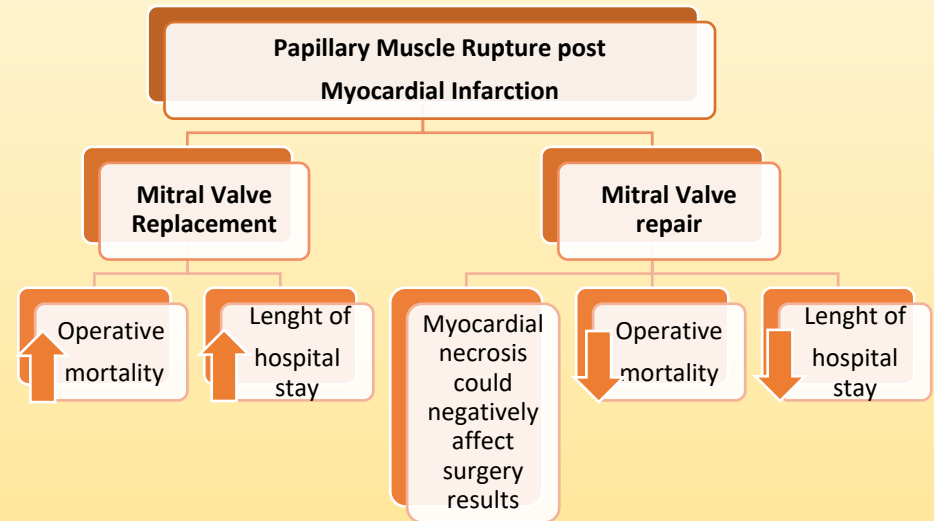 Papillary Muscle Rupture post
Myocardial Infarction
Mitral Valve
Replacement
Mitral Valve
repair
Operative
mortality
Lenght of
hospital
stay
Myocardial
necrosis
could
negatively
affect
surgery
results
Operative
mortality
Lenght of
hospital
stay